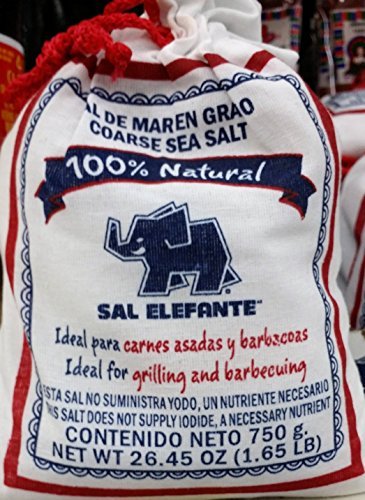 AL DE MAR EN GRAO
COARSE SEA SALT
100% Natural
®
SAL ELEFANTE™
Ideal para carnes asadas y barbacoas
Ideal for grilling and barbecuing
ESTA SAL NO SUMINISTRA YODO, UN NUTRIENTE NECESARIO
THIS SALT DOES NOT SUPPLY IODIDE, A NECESSARY NUTRIENT
CONTENIDO NETO 750 g.
NET WT 26.45 OZ (1.65 LB)